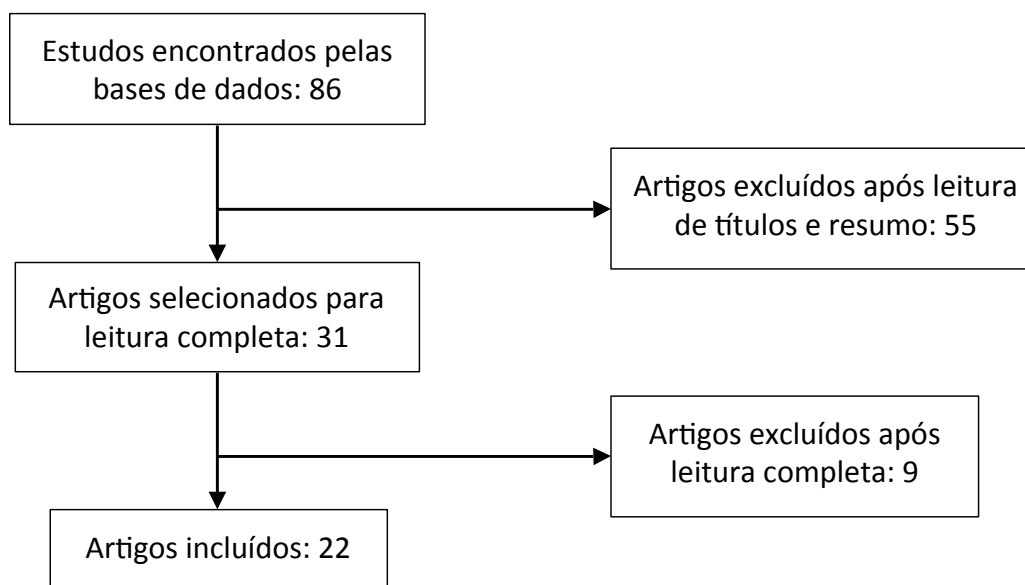 Estudos encontrados pelas
bases de dados: 86
Artigos excluídos após leitura
de títulos e resumo: 55
Artigos selecionados para
leitura completa: 31
Artigos excluídos após
leitura completa: 9
Artigos incluídos: 22